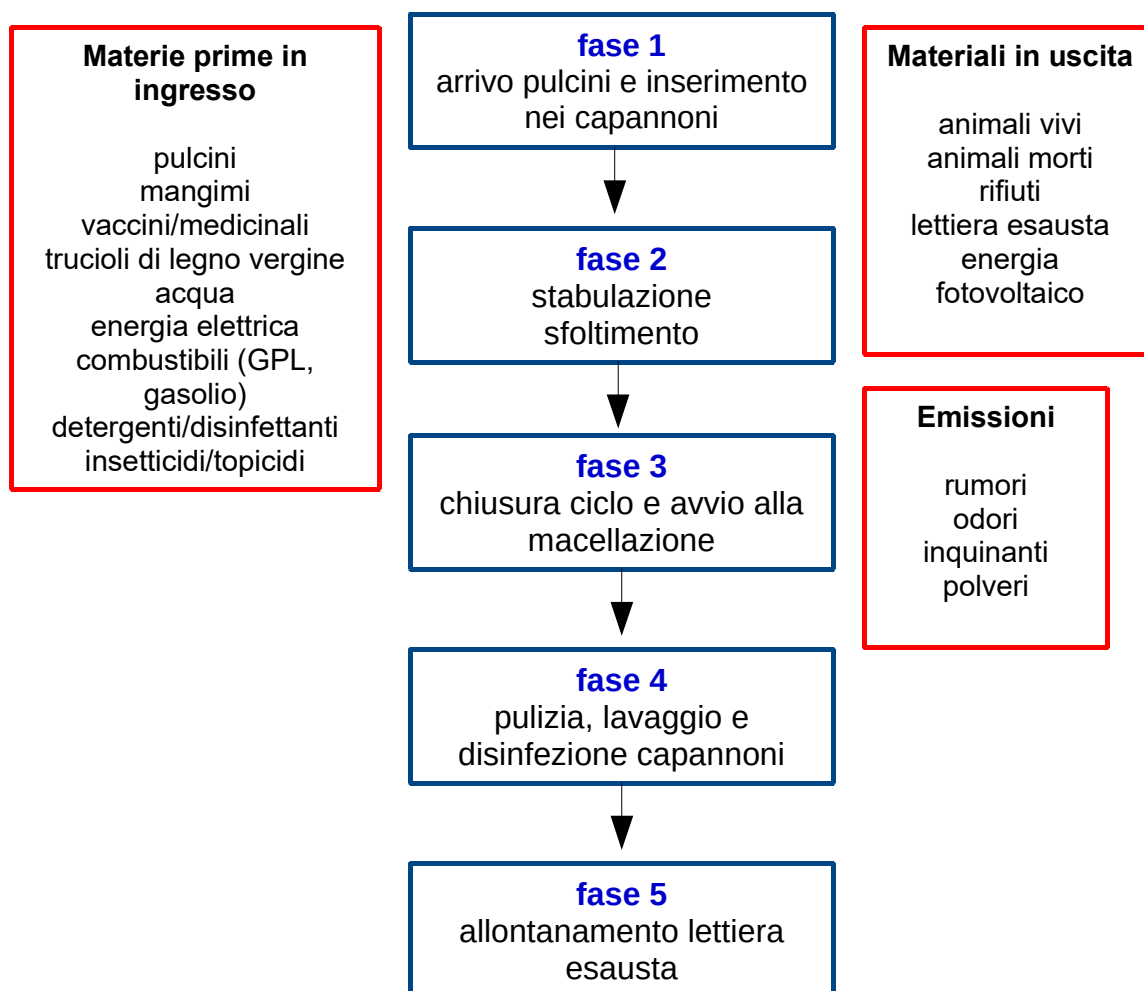 Materie prime in
ingresso
pulcini
mangimi
vaccini/medicinali
trucioli di legno vergine
acqua
energia elettrica
combustibili (GPL,
gasolio)
detergenti/disinfettanti
insetticidi/topicidi
fase 1
arrivo pulcini e inserimento
nei capannoni
fase 2
stabulazione
sfoltimento
fase 3
chiusura ciclo e avvio alla
macellazione
fase 4
pulizia, lavaggio e
disinfezione capannoni
fase 5
allontanamento lettiera
esausta
Materiali in uscita
animali vivi
animali morti
rifiuti
lettiera esausta
energia
fotovoltaico
Emissioni
rumori
odori
inquinanti
polveri